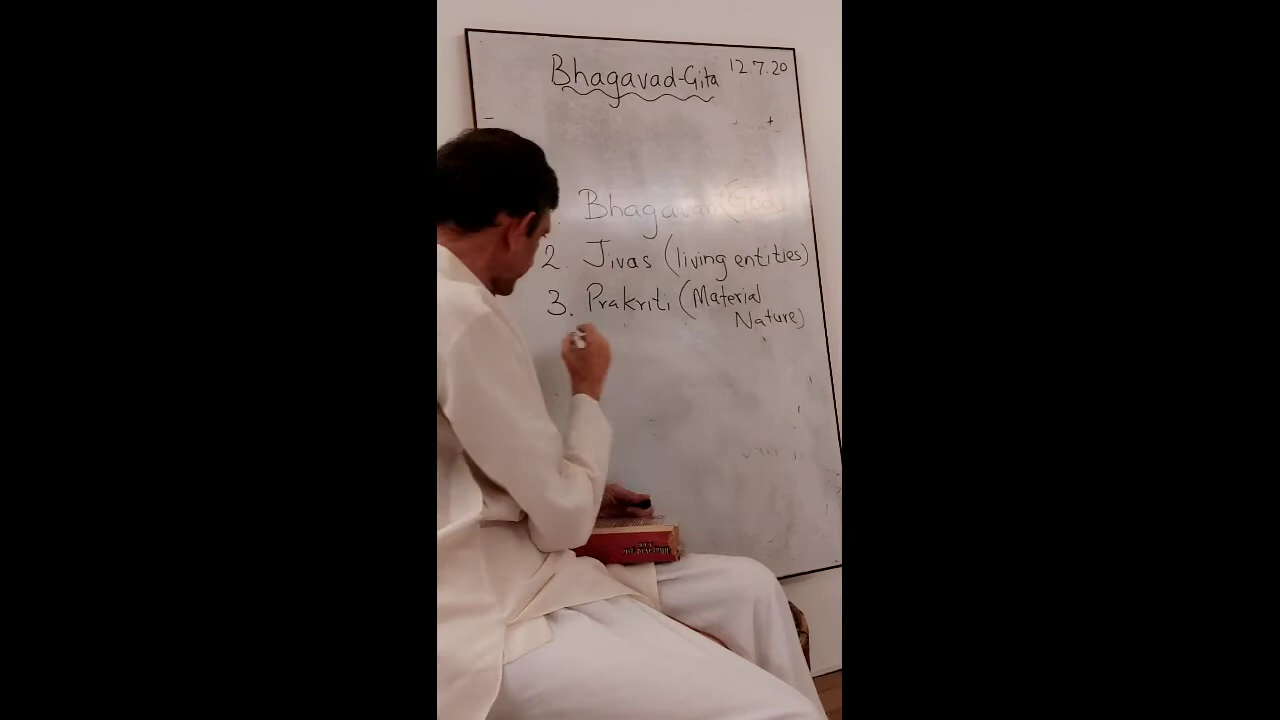 Bhagavad-Gita 12.7.20
Bhagavan (God)
2. Jivas (living entities)
3. Prakriti (Material
Nature)